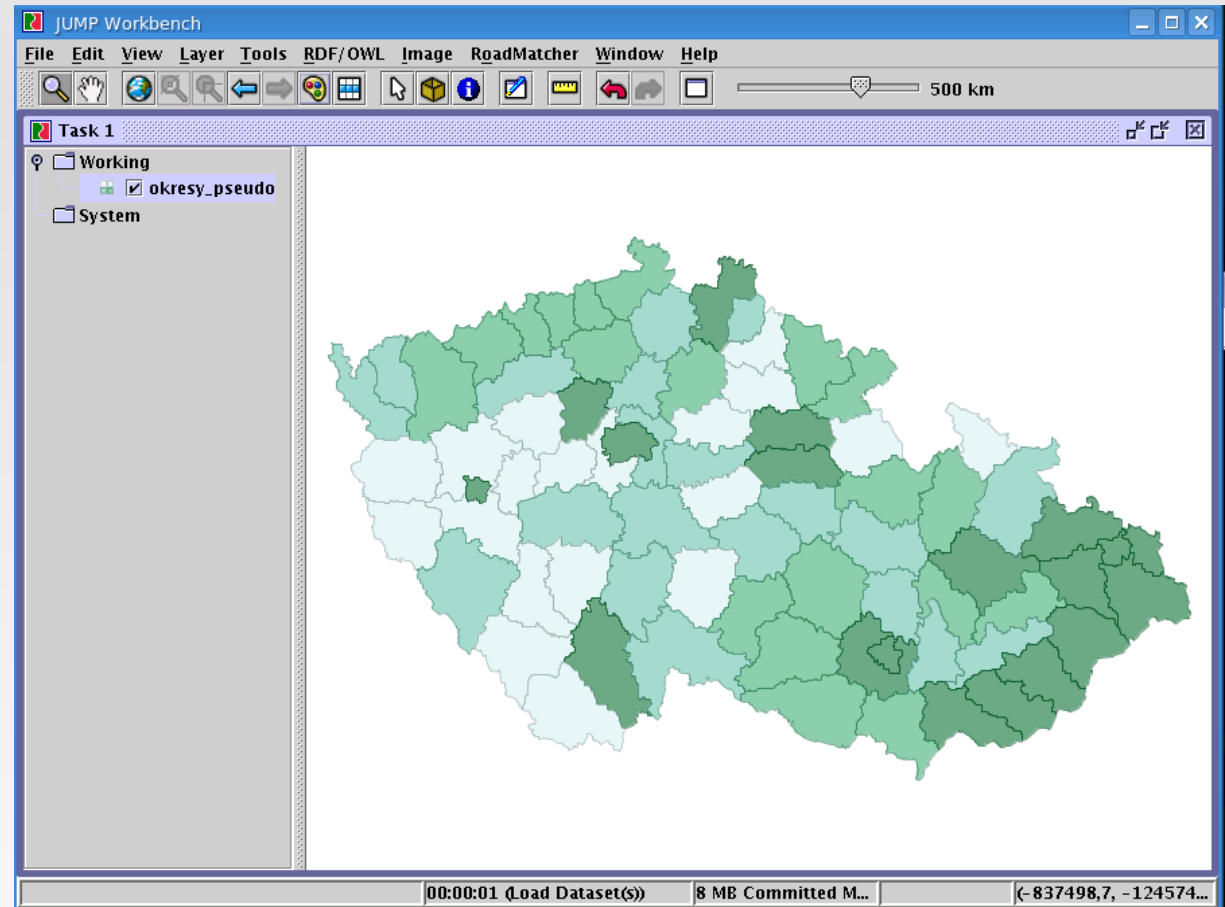 JUMP Workbench
File Edit View Layer Tools RDF/OWL Image RoadMatcher Window Help
500 km
Task 1
Working
okresy_pseudo
System
00:00:01 (Load Dataset(s)) 8 MB Committed M... (-837498,7, -124574...